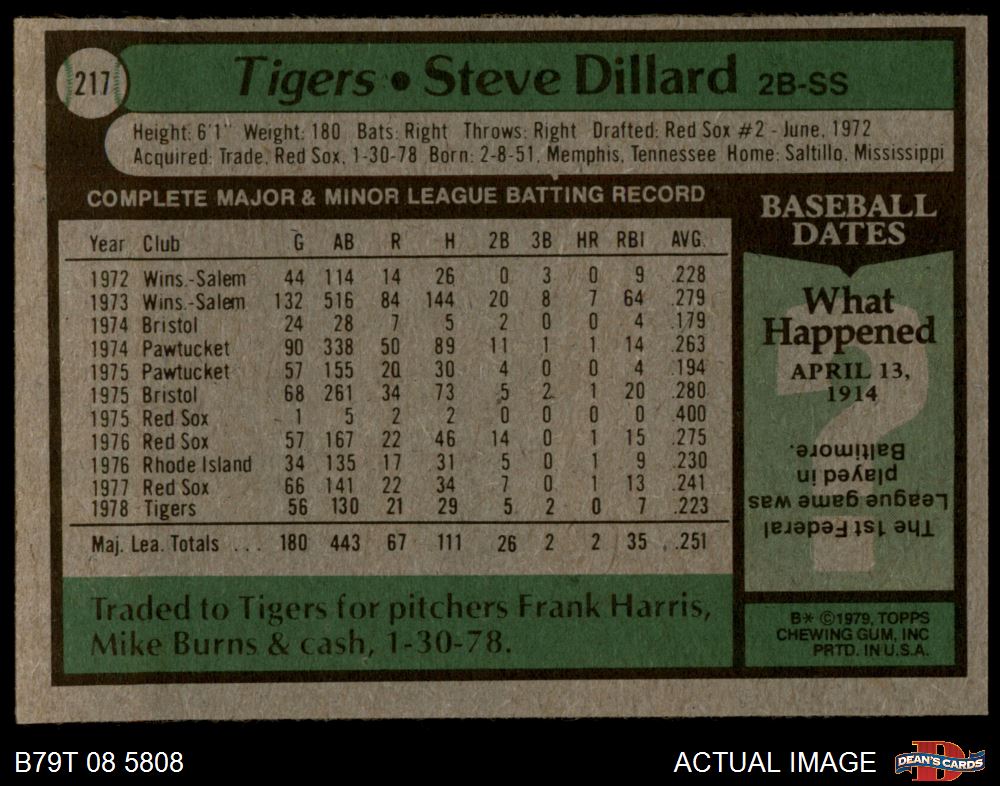 217
Tigers • Steve Dillard 2B-SS
Height: 6'1" Weight: 180 Bats: Right Throws: Right Drafted: Red Sox #2 - June, 1972
Acquired: Trade, Red Sox, 1-30-78 Born: 2-8-51, Memphis, Tennessee Home: Saltillo, Mississippi
COMPLETE MAJOR & MINOR LEAGUE BATTING RECORD
Year Club G AB R H 2B 3B HR RBI AVG.
1972 Wins.-Salem 44 114 14 26 0 3 0 9 .228
1973 Wins.-Salem 132 516 84 144 20 8 7 64 .279
1974 Bristol 24 28 7 5 2 0 0 4 .179
1974 Pawtucket 90 338 50 89 11 1 1 14 .263
1975 Pawtucket 57 155 20 30 4 0 0 4 .194
1975 Bristol 68 261 34 73 5 2 1 20 .280
1975 Red Sox 1 5 2 2 0 0 0 0 .400
1976 Red Sox 57 167 22 46 14 0 1 15 .275
1976 Rhode Island 34 135 17 31 5 0 1 9 .230
1977 Red Sox 66 141 22 34 7 0 1 13 .241
1978 Tigers 56 130 21 29 5 2 0 7 .223
Maj. Lea. Totals ... 180 443 67 111 26 2 2 35 .251
Traded to Tigers for pitchers Frank Harris,
Mike Burns & cash, 1-30-78.
BASEBALL
DATES
What
Happened
APRIL 13,
1914
?
The 1st Federal
League game was
played in
Baltimore.
B* ©1979, TOPPS
CHEWING GUM, INC
PRTD. IN U.S.A.
B79T 08 5808
ACTUAL IMAGE
D
DEAN'S CARDS